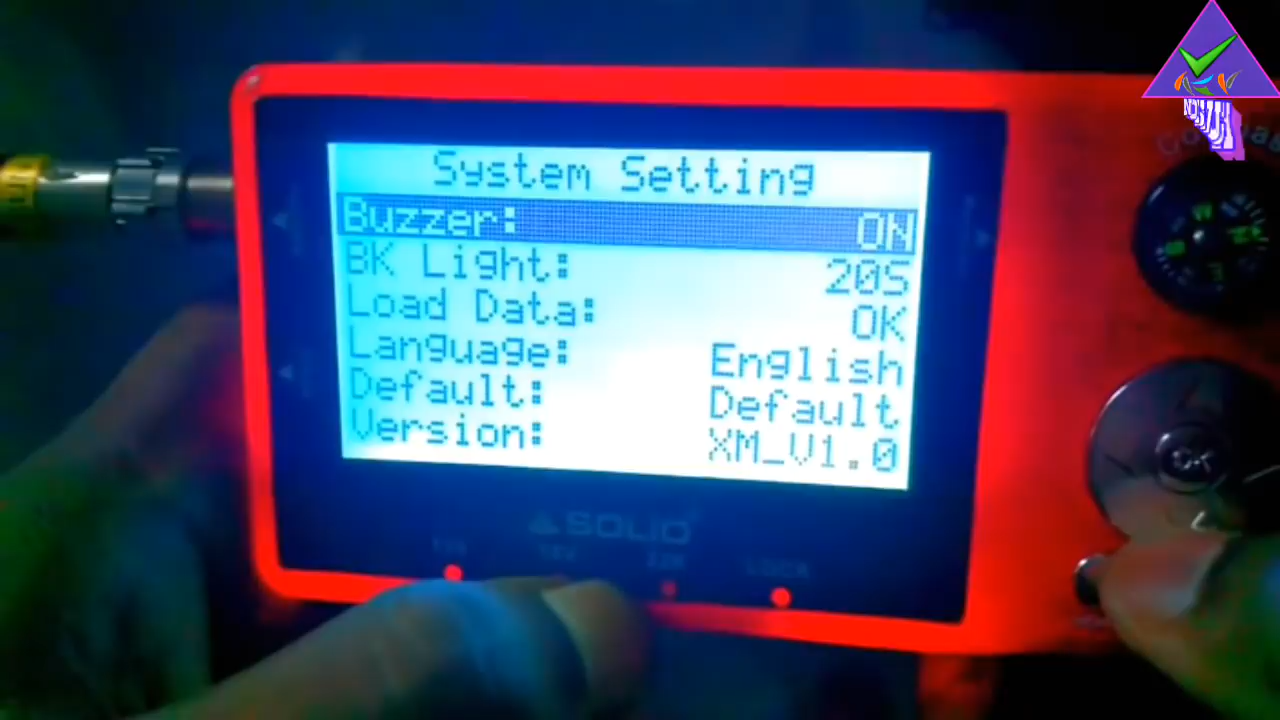 System Setting
Buzzer: ON
BK Light: 20S
Load Data: OK
Language: English
Default: Default
Version: XM_V1.0
SOLID
LOCK
OK